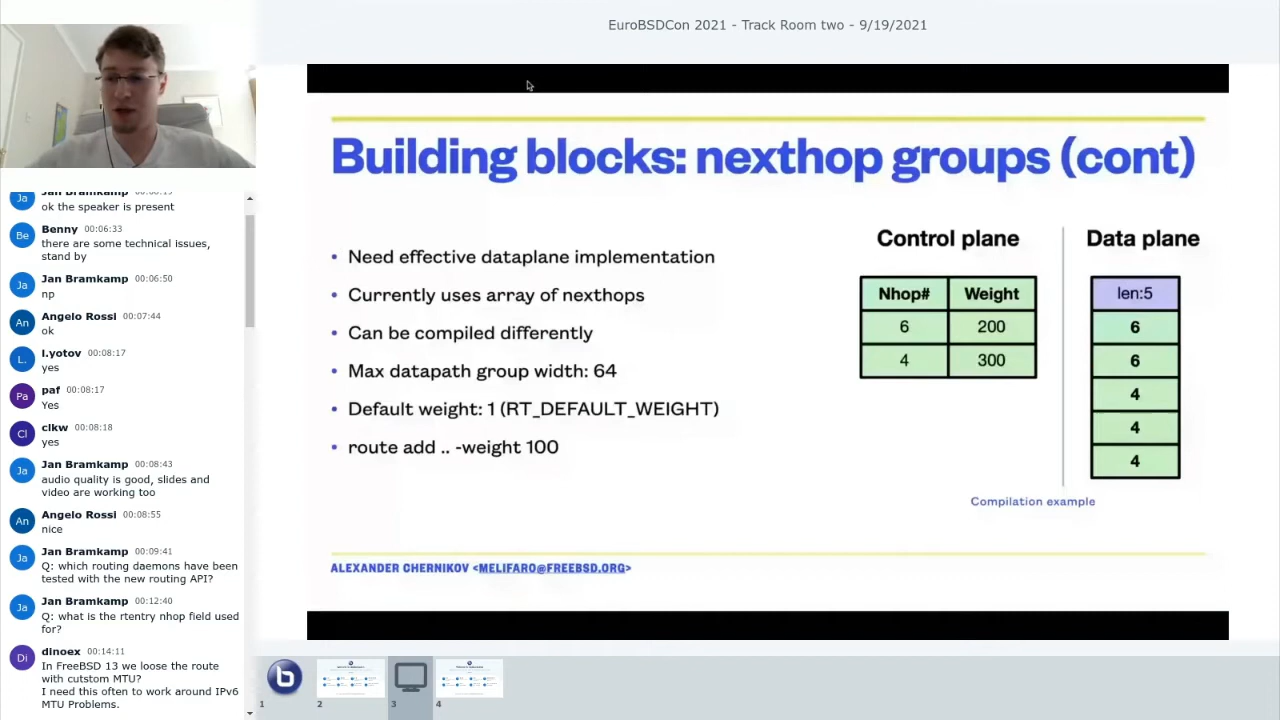 EuroBSDCon 2021 - Track Room two - 9/19/2021
Ja
Jan Bramkamp
ok the speaker is present
Be
Benny 00:06:33
there are some technical issues,
stand by
Ja
Jan Bramkamp 00:06:50
np
An
Angelo Rossi 00:07:44
ok
L.
l.yotov 00:08:17
yes
Pa
paf 00:08:17
Yes
Cl
clkw 00:08:18
yes
Ja
Jan Bramkamp 00:08:43
audio quality is good, slides and
video are working too
An
Angelo Rossi 00:08:55
nice
Ja
Jan Bramkamp 00:09:41
Q: which routing daemons have been
tested with the new routing API?
Ja
Jan Bramkamp 00:12:40
Q: what is the rtentry nhop field used
for?
Di
dinoex 00:14:11
In FreeBSD 13 we loose the route
with cutstom MTU?
I need this often to work around IPv6
MTU Problems.
Building blocks: nexthop groups (cont)
• Need effective dataplane implementation
• Currently uses array of nexthops
• Can be compiled differently
• Max datapath group width: 64
• Default weight: 1 (RT_DEFAULT_WEIGHT)
• route add .. -weight 100
Control plane
Nhop# Weight
6 200
4 300
Data plane
len:5
6
6
4
4
4
Compilation example
ALEXANDER CHERNIKOV <MELIFARO@FREEBSD.ORG>
b
1 2 3 4